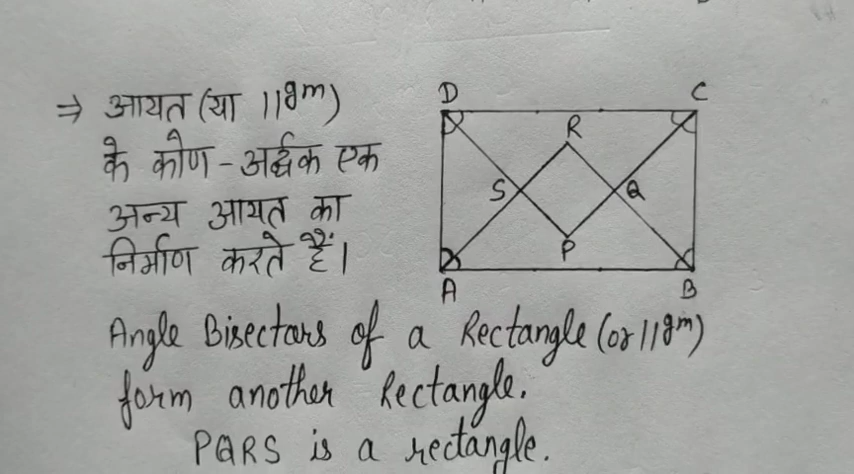 ⇒ आयत (या ||gm)
के कोण - अर्द्धक एक
अन्य आयत का
निर्माण करते हैं।
D C
R
S Q
P
A B
Angle Bisectors of a Rectangle (or ||gm)
form another Rectangle.
PQRS is a rectangle.